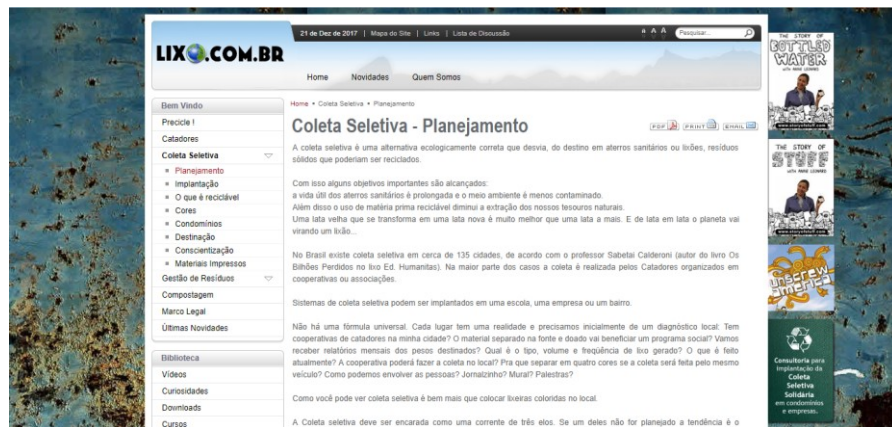 21 de Dez de 2017 | Mapa do Site | Links | Lista de Discussão
A A A
Pesquisar...
LIXO.COM.BR
Home Novidades Quem Somos
Bem Vindo
Precicle !
Catadores
Coleta Seletiva
Planejamento
Implantação
O que é reciclável
Cores
Condomínios
Destinação
Conscientização
Materiais Impressos
Gestão de Resíduos
Compostagem
Marco Legal
Últimas Novidades
Biblioteca
Vídeos
Curiosidades
Downloads
Cursos
Home • Coleta Seletiva • Planejamento
Coleta Seletiva - Planejamento
PDF PRINT EMAIL
A coleta seletiva é uma alternativa ecologicamente correta que desvia, do destino em aterros sanitários ou lixões, resíduos
sólidos que poderiam ser reciclados.
Com isso alguns objetivos importantes são alcançados:
a vida útil dos aterros sanitários é prolongada e o meio ambiente é menos contaminado.
Além disso o uso de matéria prima reciclável diminui a extração dos nossos tesouros naturais.
Uma lata velha que se transforma em uma lata nova é muito melhor que uma lata a mais. E de lata em lata o planeta vai
virando um lixão...
No Brasil existe coleta seletiva em cerca de 135 cidades, de acordo com o professor Sabetai Calderoni (autor do livro Os
Bilhões Perdidos no lixo Ed. Humanitas). Na maior parte dos casos a coleta é realizada pelos Catadores organizados em
cooperativas ou associações.
Sistemas de coleta seletiva podem ser implantados em uma escola, uma empresa ou um bairro.
Não há uma fórmula universal. Cada lugar tem uma realidade e precisamos inicialmente de um diagnóstico local: Tem
cooperativas de catadores na minha cidade? O material separado na fonte e doado vai beneficiar um programa social? Vamos
receber relatórios mensais dos pesos destinados? Qual é o tipo, volume e freqüência de lixo gerado? O que é feito
atualmente? A cooperativa poderá fazer a coleta no local? Pra que separar em quatro cores se a coleta será feita pelo mesmo
veículo? Como podemos envolver as pessoas? Jornalzinho? Mural? Palestras?
Como você pode ver coleta seletiva é bem mais que colocar lixeiras coloridas no local.
A Coleta seletiva deve ser encarada como uma corrente de três elos. Se um deles não for planejado a tendência é o
THE STORY OF
BOTTLED
WATER
WITH ANNIE LEONARD
www.storyofstuff.com
THE STORY OF
STUFF
WITH ANNIE LEONARD
www.storyofstuff.com
unscrew
america
Consultoria para
implantação da
Coleta
Seletiva
Solidária
em condomínios
e empresas.